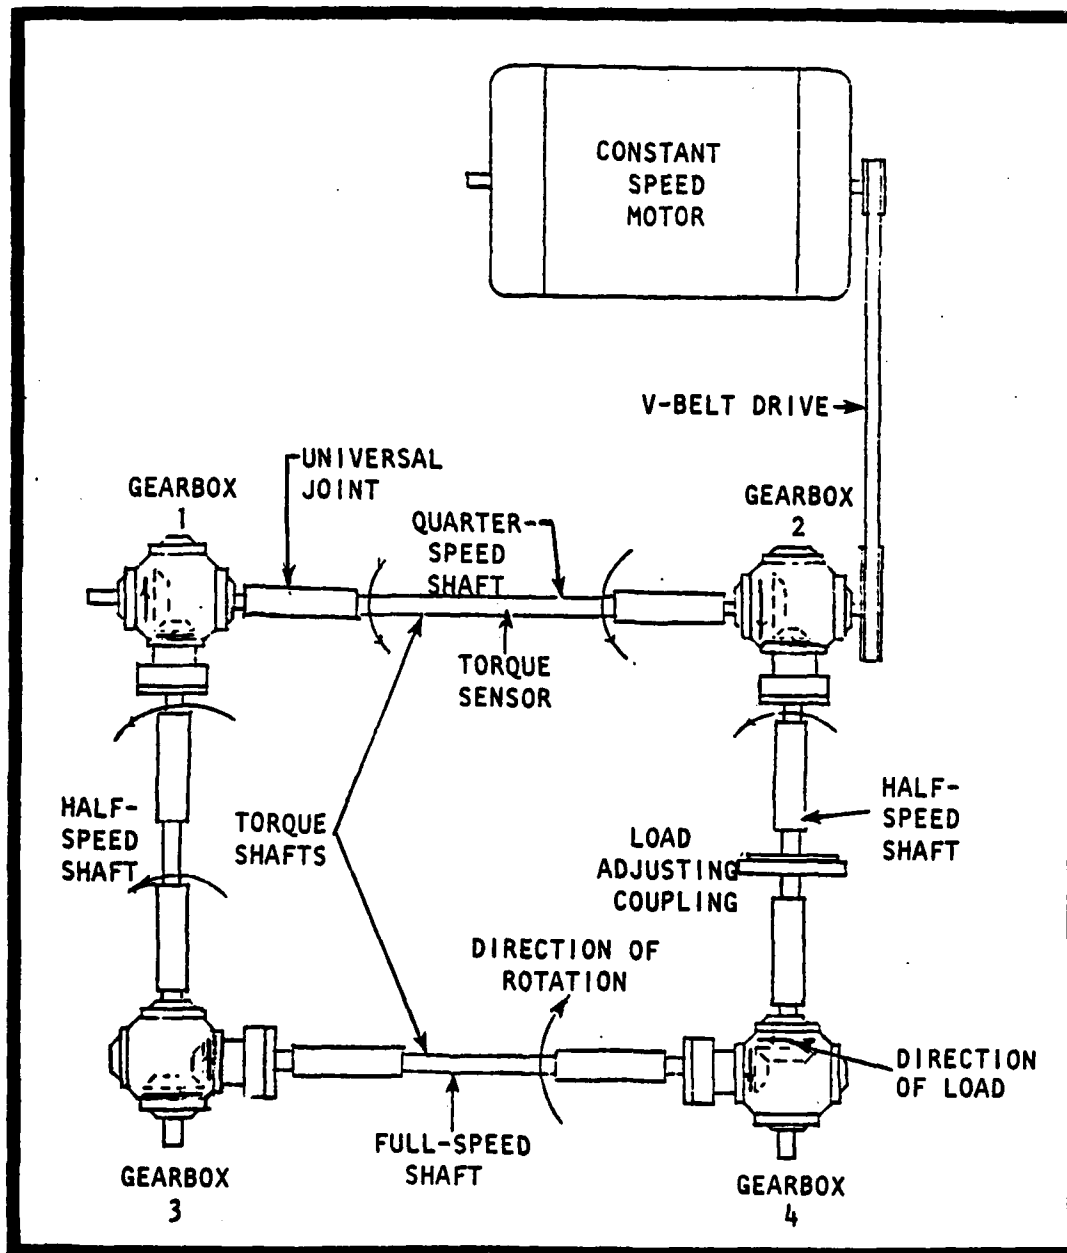 CONSTANT
SPEED
MOTOR
V-BELT DRIVE
UNIVERSAL
JOINT
GEARBOX
1
QUARTER-
SPEED
SHAFT
GEARBOX
2
TORQUE
SENSOR
HALF-
SPEED
SHAFT
TORQUE
SHAFTS
LOAD
ADJUSTING
COUPLING
HALF-
SPEED
SHAFT
DIRECTION OF
ROTATION
DIRECTION
OF LOAD
FULL-SPEED
SHAFT
GEARBOX
3
GEARBOX
4